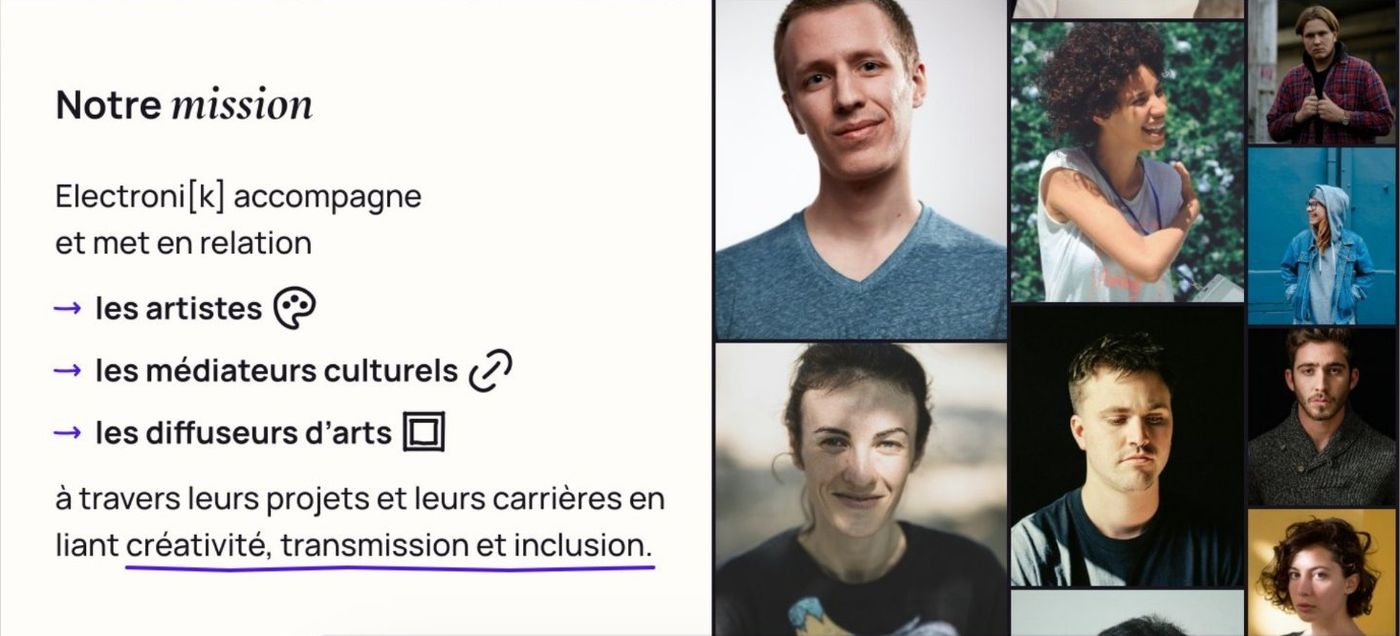 Notre mission
Electroni[k] accompagne
et met en relation
→ les artistes
→ les médiateurs culturels
→ les diffuseurs d’arts
à travers leurs projets et leurs carrières en
liant créativité, transmission et inclusion.